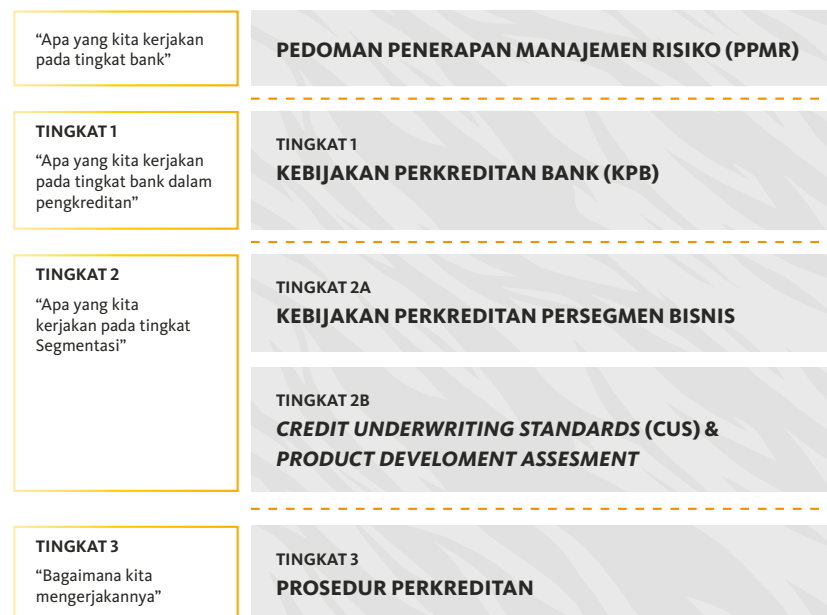 “Apa yang kita kerjakan
pada tingkat bank”
PEDOMAN PENERAPAN MANAJEMEN RISIKO (PPMR)
TINGKAT 1
“Apa yang kita kerjakan
pada tingkat bank dalam
pengkreditan”
TINGKAT 1
KEBIJAKAN PERKREDITAN BANK (KPB)
TINGKAT 2
“Apa yang kita
kerjakan pada tingkat
Segmentasi”
TINGKAT 2A
KEBIJAKAN PERKREDITAN PERSEGMEN BISNIS
TINGKAT 2B
CREDIT UNDERWRITING STANDARDS (CUS) &
PRODUCT DEVELOMENT ASSESMENT
TINGKAT 3
“Bagaimana kita
mengerjakannya”
TINGKAT 3
PROSEDUR PERKREDITAN